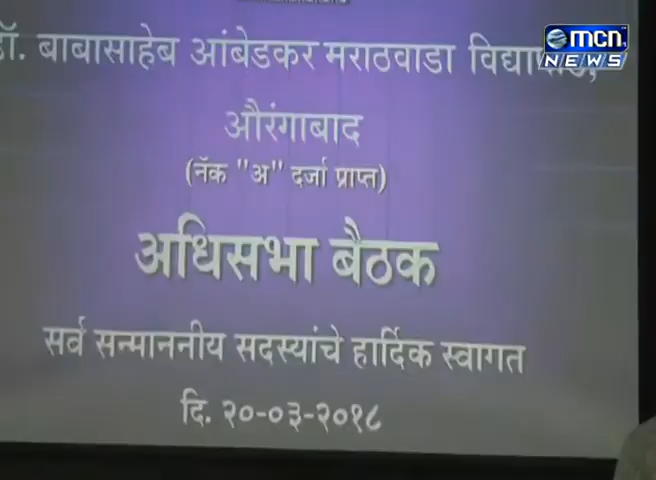 mcn
NEWS
डॉ. बाबासाहेब आंबेडकर मराठवाडा
औरंगाबाद
(नॅक "अ" दर्जा प्राप्त)
अधिसभा बैठक
सर्व सन्माननीय सदस्यांचे हार्दिक स्वागत
दि. २०-०३-२०१८